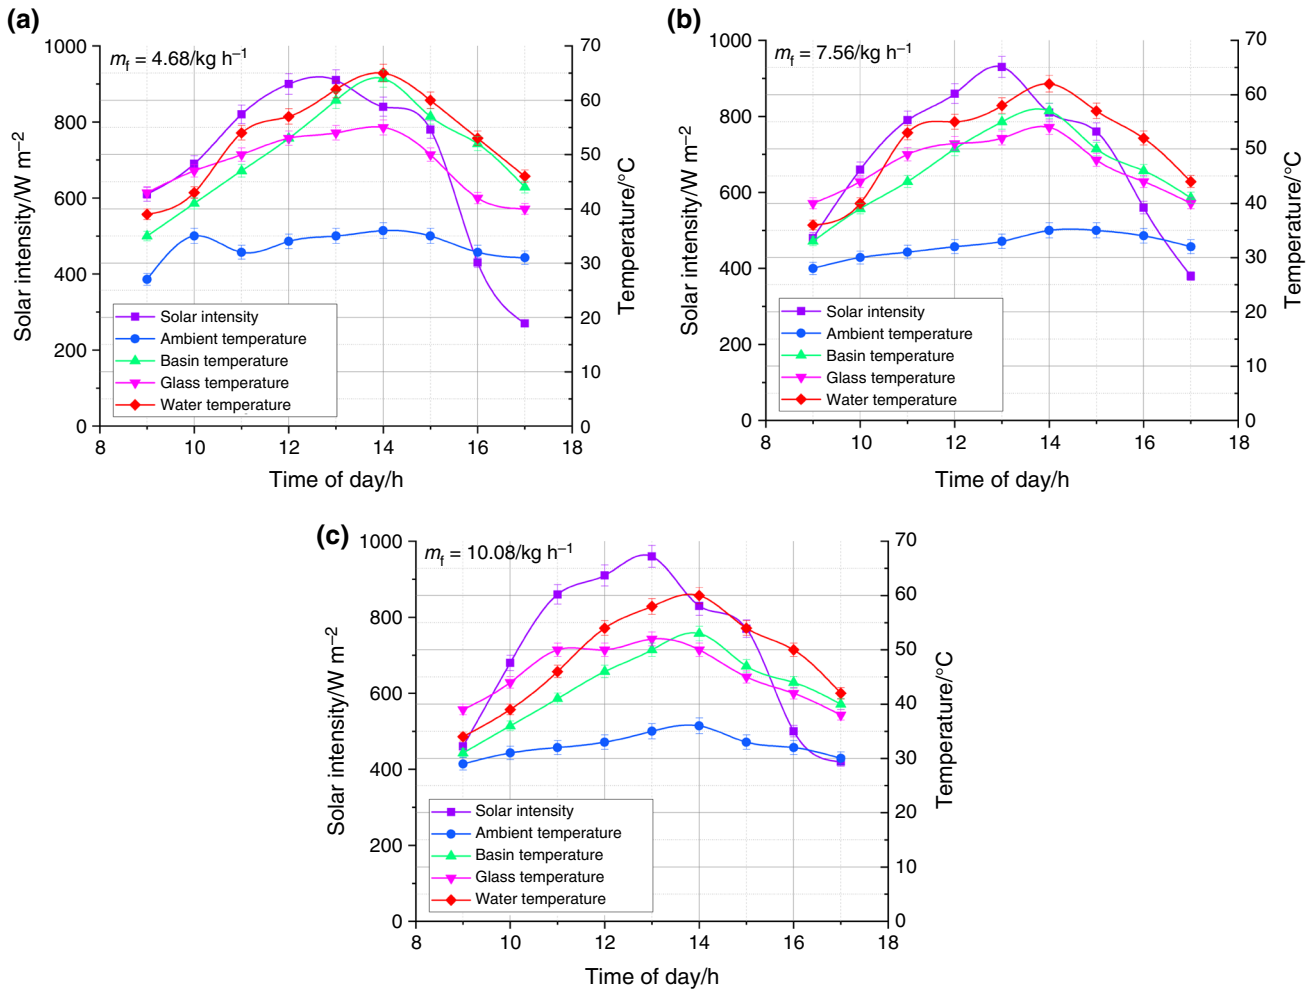 (a)
m_f = 4.68/kg h⁻¹
Solar intensity/W m⁻²
1000
800
600
400
200
0
Solar intensity
Ambient temperature
Basin temperature
Glass temperature
Water temperature
8 10 12 14 16 18
Time of day/h
70
60
50
40
30
20
10
0
Temperature/°C
(b)
m_f = 7.56/kg h⁻¹
Solar intensity/W m⁻²
1000
800
600
400
200
0
Solar intensity
Ambient temperature
Basin temperature
Glass temperature
Water temperature
8 10 12 14 16 18
Time of day/h
70
60
50
40
30
20
10
0
Temperature/°C
(c)
m_f = 10.08/kg h⁻¹
Solar intensity/W m⁻²
1000
800
600
400
200
0
Solar intensity
Ambient temperature
Basin temperature
Glass temperature
Water temperature
8 10 12 14 16 18
Time of day/h
70
60
50
40
30
20
10
0
Temperature/°C